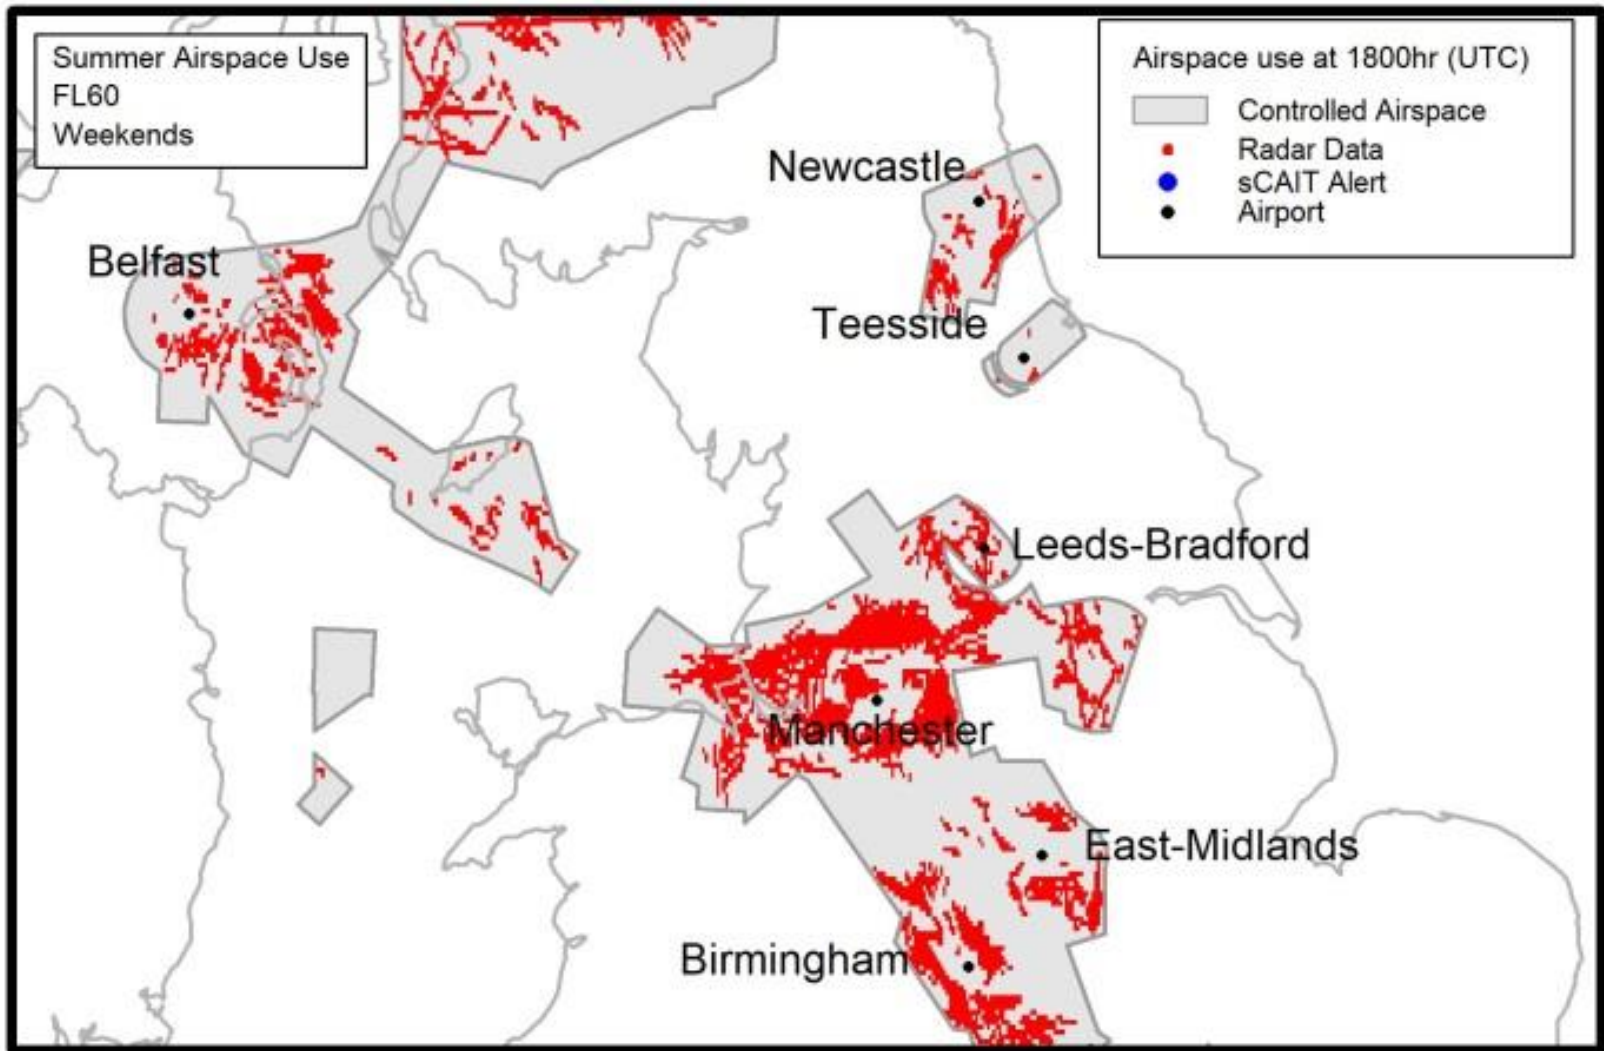 Summer Airspace Use
FL60
Weekends
Airspace use at 1800hr (UTC)
Controlled Airspace
Radar Data
sCAIT Alert
Airport
Newcastle
Belfast
Teesside
Leeds-Bradford
Manchester
East-Midlands
Birmingham